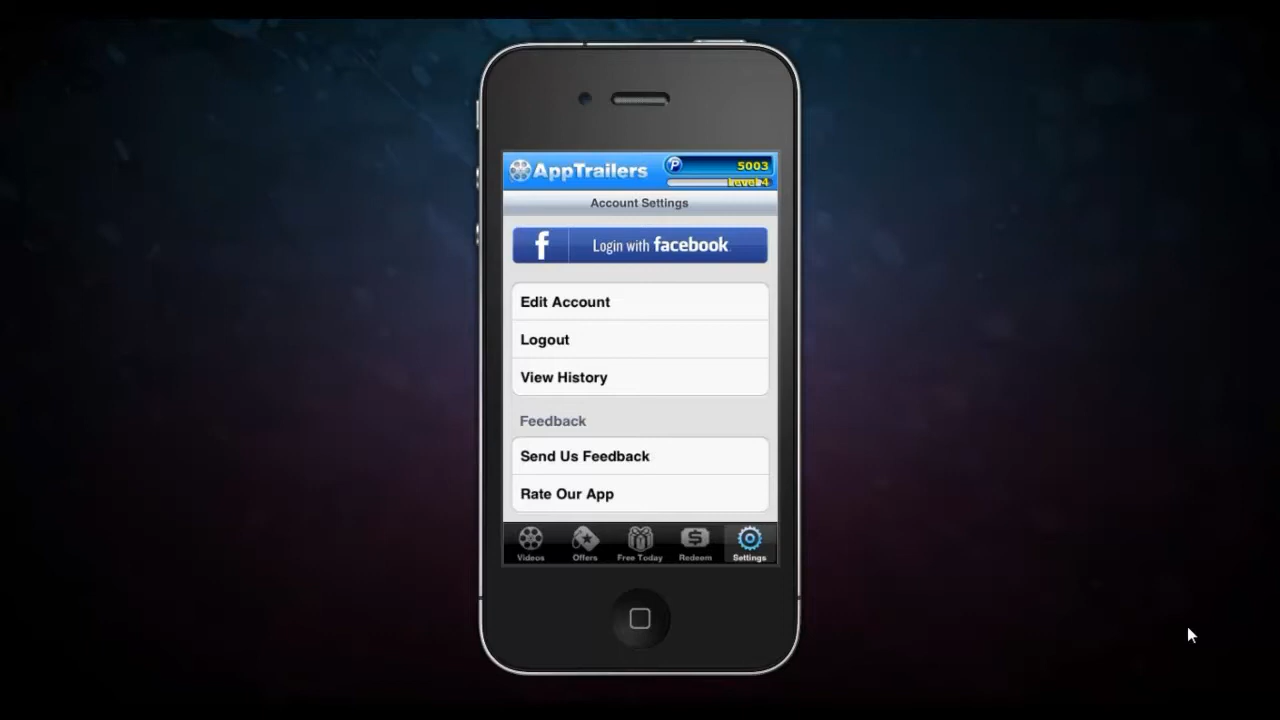 AppTrailers
P 5003
Level 4
Account Settings
f Login with facebook
Edit Account
Logout
View History
Feedback
Send Us Feedback
Rate Our App
Videos Offers Free Today Redeem Settings